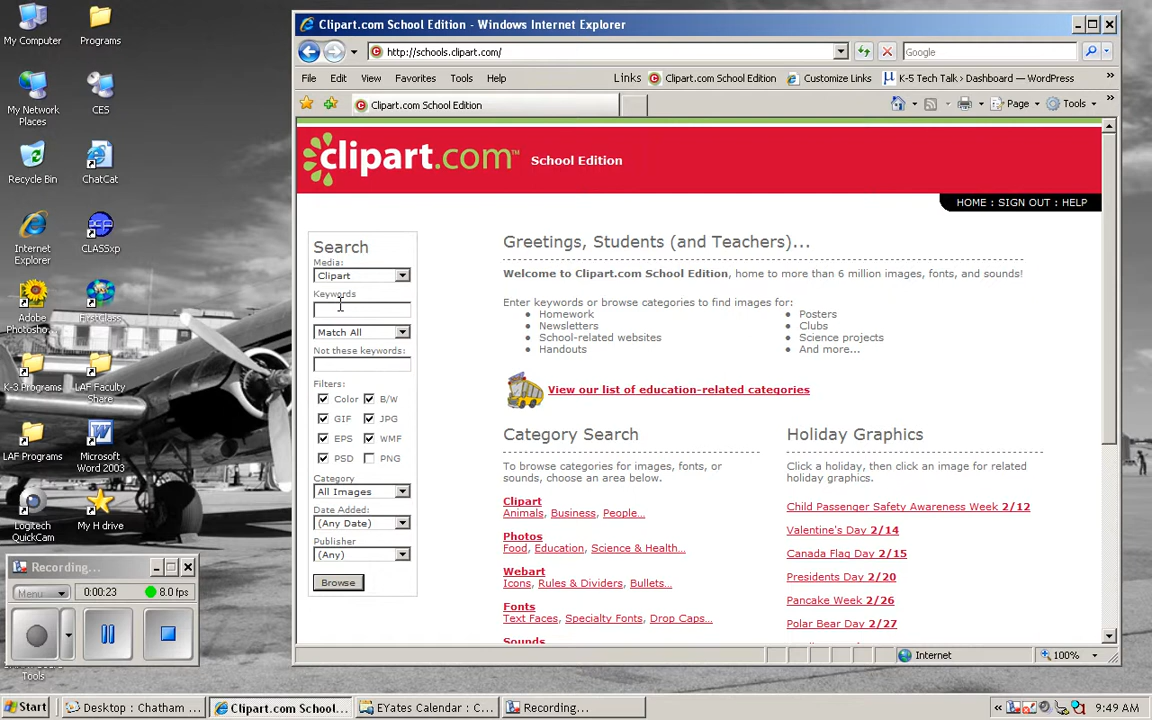 My Computer
Programs
My Network
Places
CES
Recycle Bin
ChatCat
Internet
Explorer
CLASSxp
Adobe
Photosho...
FirstClass
K-3 Programs
LAF Faculty
Share
LAF Programs
Microsoft
Word 2003
Logitech
QuickCam
My H drive
Recording...
Menu
0:00:23
8.0 fps
Tools
Clipart.com School Edition - Windows Internet Explorer
http://schools.clipart.com/
Google
File Edit View Favorites Tools Help
Links Clipart.com School Edition Customize Links K-5 Tech Talk › Dashboard — WordPress
Clipart.com School Edition
Page Tools
clipart.com™ School Edition
HOME : SIGN OUT : HELP
Search
Media:
Clipart
Keywords
Match All
Not these keywords:
Filters:
Color B/W
GIF JPG
EPS WMF
PSD PNG
Category
All Images
Date Added:
(Any Date)
Publisher
(Any)
Browse
Greetings, Students (and Teachers)...
Welcome to Clipart.com School Edition, home to more than 6 million images, fonts, and sounds!
Enter keywords or browse categories to find images for:
Homework
Newsletters
School-related websites
Handouts
Posters
Clubs
Science projects
And more...
View our list of education-related categories
Category Search
To browse categories for images, fonts, or
sounds, choose an area below.
Clipart
Animals, Business, People...
Photos
Food, Education, Science & Health...
Webart
Icons, Rules & Dividers, Bullets...
Fonts
Text Faces, Specialty Fonts, Drop Caps...
Sounds
Holiday Graphics
Click a holiday, then click an image for related
holiday graphics.
Child Passenger Safety Awareness Week 2/12
Valentine's Day 2/14
Canada Flag Day 2/15
Presidents Day 2/20
Pancake Week 2/26
Polar Bear Day 2/27
Internet
100%
Start
Desktop : Chatham ...
Clipart.com School...
EYates Calendar : C...
Recording...
9:49 AM